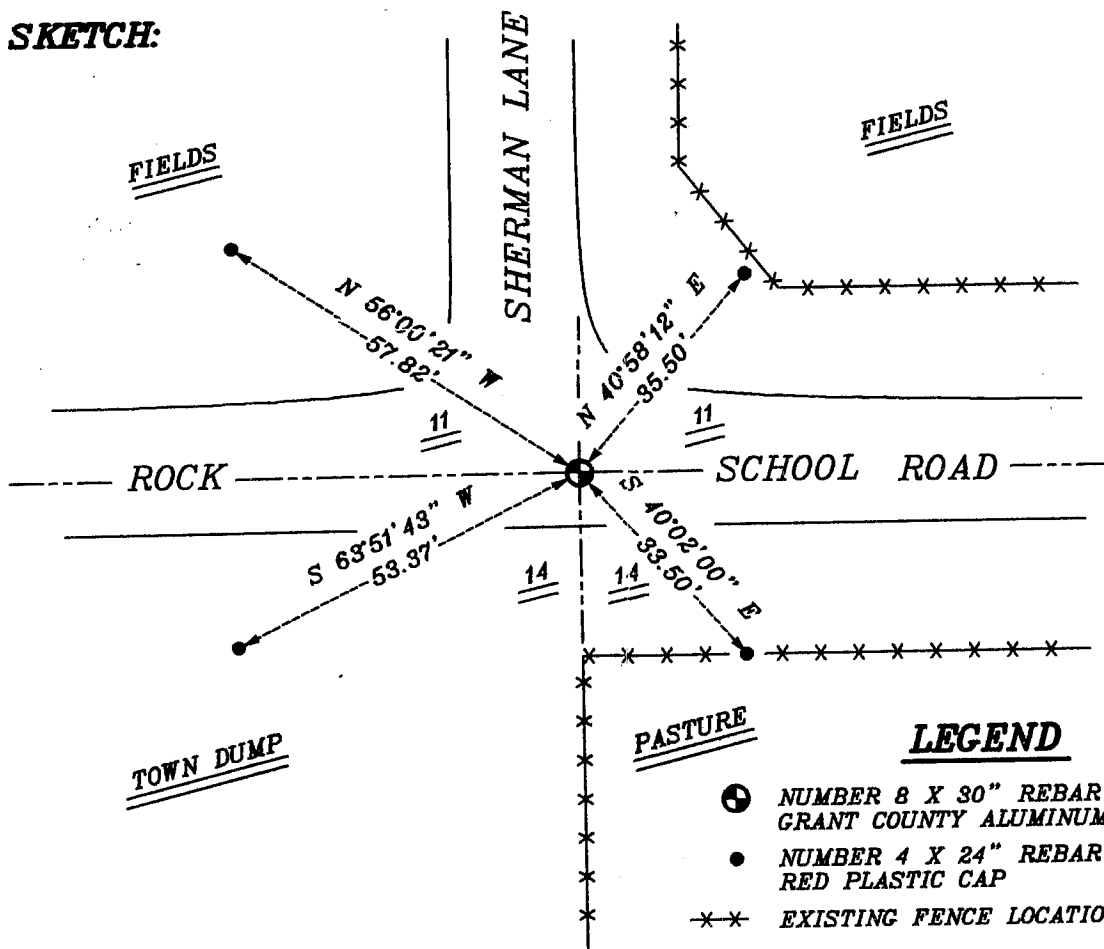 SKETCH:
SHERMAN LANE
FIELDS
FIELDS
N 56°00'21" W
57.82'
N 40°58'12" E
35.50'
11
11
ROCK
SCHOOL ROAD
S 63°51'43" W
53.37'
S 40°02'00" E
33.50'
14
14
TOWN DUMP
PASTURE
LEGEND
NUMBER 8 X 30" REBAR
GRANT COUNTY ALUMINUM
NUMBER 4 X 24" REBAR
RED PLASTIC CAP
EXISTING FENCE LOCATIO